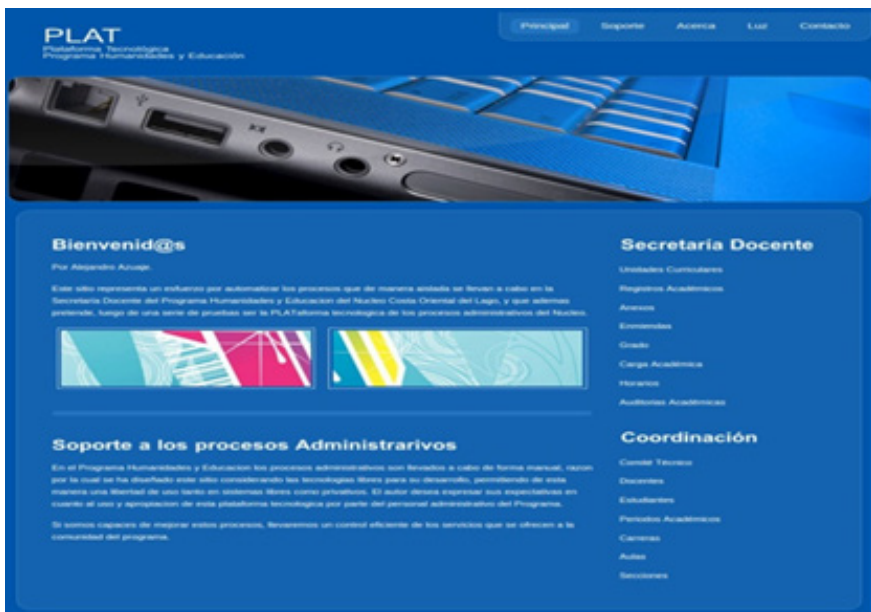 PLAT
Plataforma Tecnológica
Programa Humanidades y Educación
Principal Soporte Acerca Luz Contacto
Bienvenid@s
Por Alejandro Azuaje.
Este sitio representa un esfuerzo por automatizar los procesos que de manera aislada se llevan a cabo en la
Secretaria Docente del Programa Humanidades y Educacion del Nucleo Costa Oriental del Lago, y que ademas
pretende, luego de una serie de pruebas ser la PLATaforma tecnologica de los procesos administrativos del Nucleo.
Soporte a los procesos Administrarivos
En el Programa Humanidades y Educacion los procesos administrativos son llevados a cabo de forma manual, razon
por la cual se ha diseñado este sitio considerando las tecnologias libres para su desarrollo, permitiendo de esta
manera una libertad de uso tanto en sistemas libres como privativos. El autor desea expresar sus expectativas en
cuanto al uso y apropiacion de esta plataforma tecnologica por parte del personal administrativo del Programa.
Si somos capaces de mejorar estos procesos, llevaremos un control eficiente de los servicios que se ofrecen a la
comunidad del programa.
Secretaría Docente
Unidades Curriculares
Registros Académicos
Anexos
Enmiendas
Grado
Carga Académica
Horarios
Auditorias Académicas
Coordinación
Comité Técnico
Docentes
Estudiantes
Periodos Académicos
Carreras
Aulas
Secciones